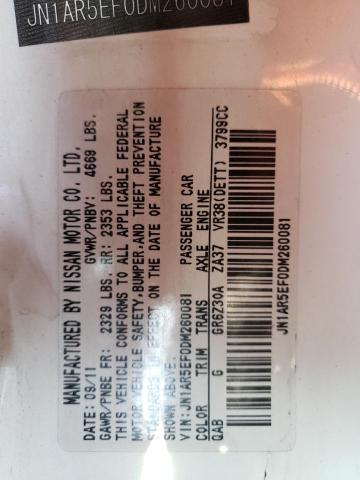 JN1AR5EF0DM260081
MANUFACTURED BY NISSAN MOTOR CO., LTD.
DATE: 09/11 GVWR/PNBV: 4669 LBS.
GAWR/PNBE FR: 2329 LBS. RR: 2353 LBS.
THIS VEHICLE CONFORMS TO ALL APPLICABLE FEDERAL
MOTOR VEHICLE SAFETY,BUMPER,AND THEFT PREVENTION
STANDARDS IN EFFECT ON THE DATE OF MANUFACTURE
SHOWN ABOVE.
VIN:JN1AR5EF0DM260081 PASSENGER CAR
COLOR TRIM TRANS AXLE ENGINE
QAB G GR6Z30A ZA37 VR38(DETT) 3799CC
JN1AR5EF0DM260081